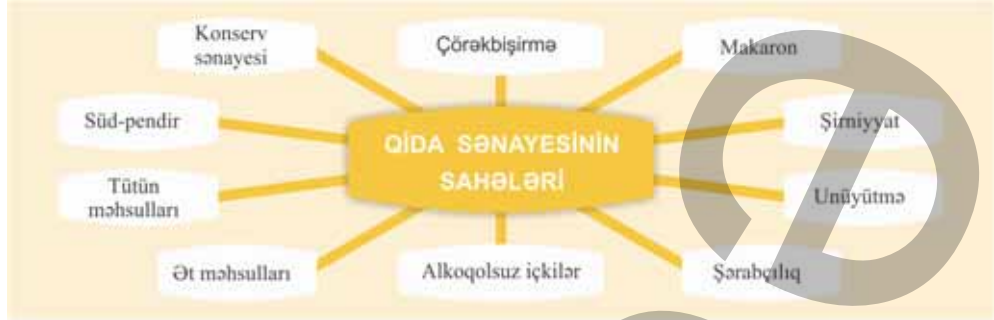 Konserv
sənayesi
Çörəkbişirmə
Makaron
Süd-pendir
QİDA SƏNAYESİNİN
SAHƏLƏRİ
Şirniyyat
Tütün
məhsulları
Unüyütmə
Ət məhsulları
Alkoqolsuz içkilər
Şərabçılıq